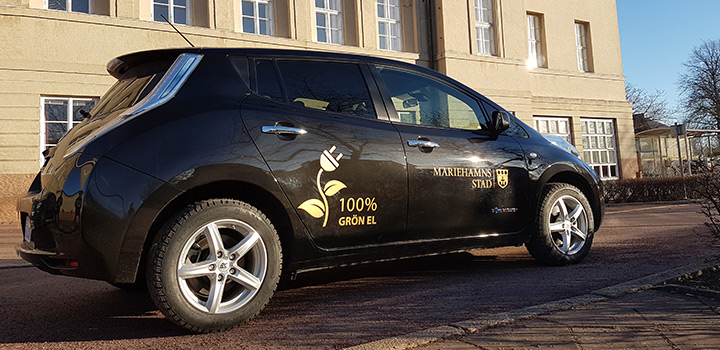 100%
GRÖN EL
MARIEHAMNS
STAD